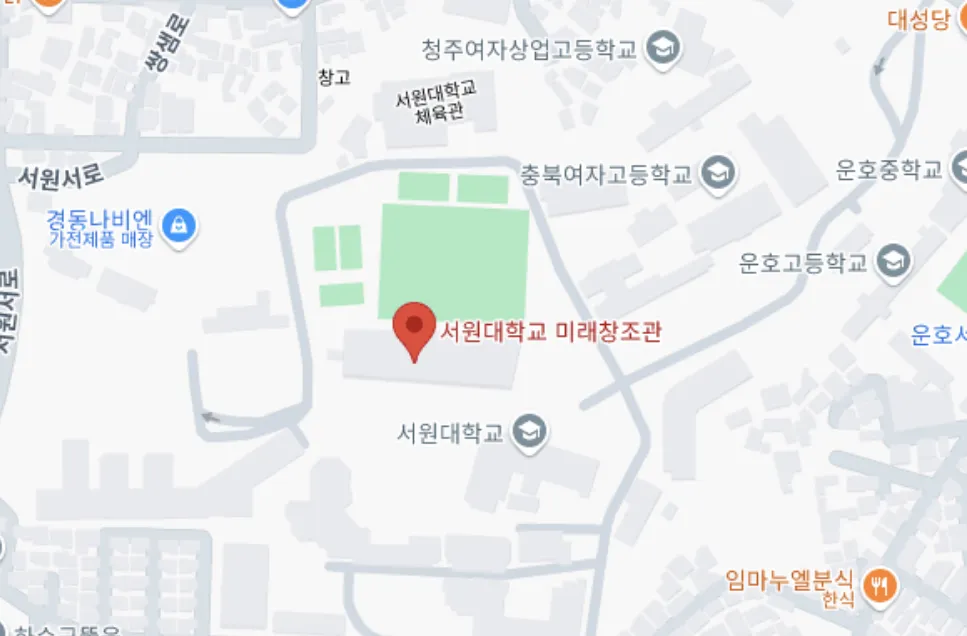 대성당
쌍샘로
청주여자상업고등학교
창고
서원대학교
체육관
서원서로
충북여자고등학교
운호중학교
경동나비엔
가전제품 매장
운호고등학교
서원서로
서원대학교 미래창조관
운호
서원대학교
임마누엘분식
한식